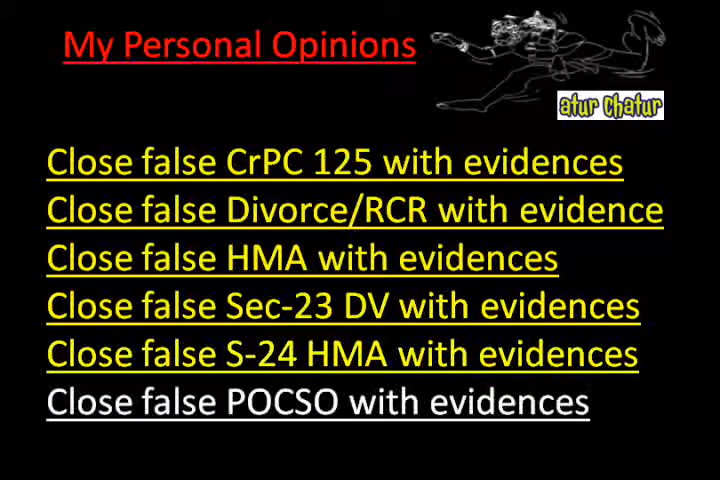 My Personal Opinions
atur chatur
Close false CrPC 125 with evidences
Close false Divorce/RCR with evidence
Close false HMA with evidences
Close false Sec-23 DV with evidences
Close false S-24 HMA with evidences
Close false POCSO with evidences